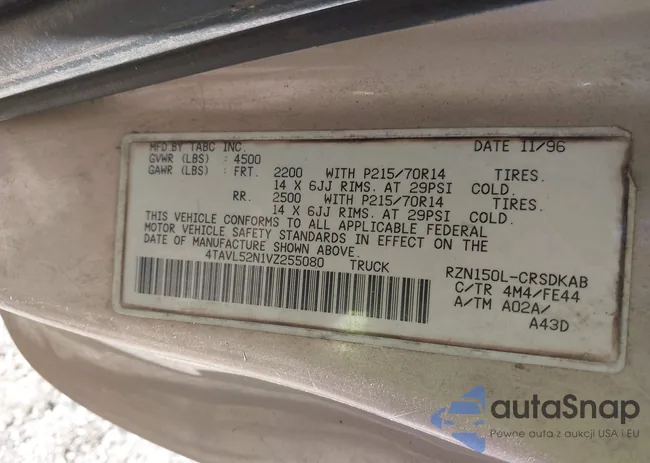 MFD.BY TABC INC. DATE 11/96
GVWR (LBS) : 4500
GAWR (LBS) : FRT. 2200 WITH P215/70R14 TIRES.
14 X 6JJ RIMS. AT 29PSI COLD.
RR. 2500 WITH P215/70R14 TIRES.
14 X 6JJ RIMS. AT 29PSI COLD.
THIS VEHICLE CONFORMS TO ALL APPLICABLE FEDERAL
MOTOR VEHICLE SAFETY STANDARDS IN EFFECT ON THE
DATE OF MANUFACTURE SHOWN ABOVE.
4TAVL52N1VZ255080 TRUCK RZN150L-CRSDKAB
C/TR 4M4/FE44
A/TM A02A/
A43D
autaSnap
Pewne auta z aukcji USA i EU